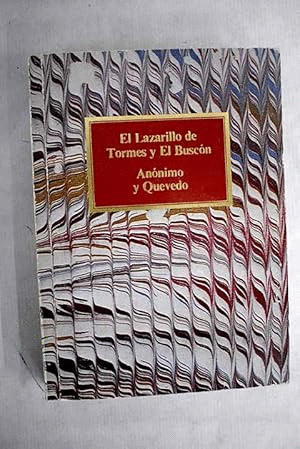 El Lazarillo de
Tormes y El Buscón
Anónimo
y Quevedo